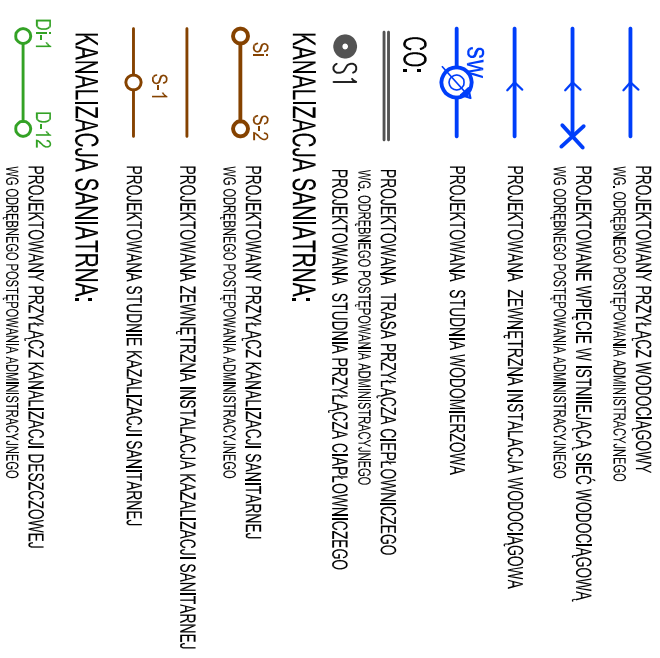 PROJEKTOWANY PRZYŁĄCZ WODOCIĄGOWY
WG. ODRĘBNEGO POSTĘPOWANIA ADMINISTRACYJNEGO
PROJEKTOWANE WPIĘCIE W ISTNIEJĄCĄ SIEĆ WODOCIĄGOWĄ
WG ODRĘBNEGO POSTĘPOWANIA ADMINISTRACYJNEGO
PROJEKTOWANA ZEWNĘTRZNA INSTALACJA WODOCIĄGOWA
SW
PROJEKTOWANA STUDNIA WODOMIERZOWA
CO:
PROJEKTOWANA TRASA PRZYŁĄCZA CIEPŁOWNICZEGO
WG. ODRĘBNEGO POSTĘPOWANIA ADMINISTRACYJNEGO
S1
PROJEKTOWANA STUDNIA PRZYŁĄCZA CIAPŁOWNICZEGO
KANALIZACJA SANIATRNA:
Si S-2
PROJEKTOWANY PRZYŁĄCZ KANALIZACJI SANITARNEJ
WG ODRĘBNEGO POSTĘPOWANIA ADMINISTRACYJNEGO
PROJEKTOWANA ZEWNĘTRZNA INSTALACJA KAZALIZACJI SANITARNEJ
S-1
PROJEKTOWANA STUDNIE KAZALIZACJI SANITARNEJ
KANALIZACJA SANIATRNA:
Di-1 D-12
PROJEKTOWANY PRZYŁĄCZ KANALIZACJI DESZCZOWEJ
WG ODRĘBNEGO POSTĘPOWANIA ADMINISTRACYJNEGO